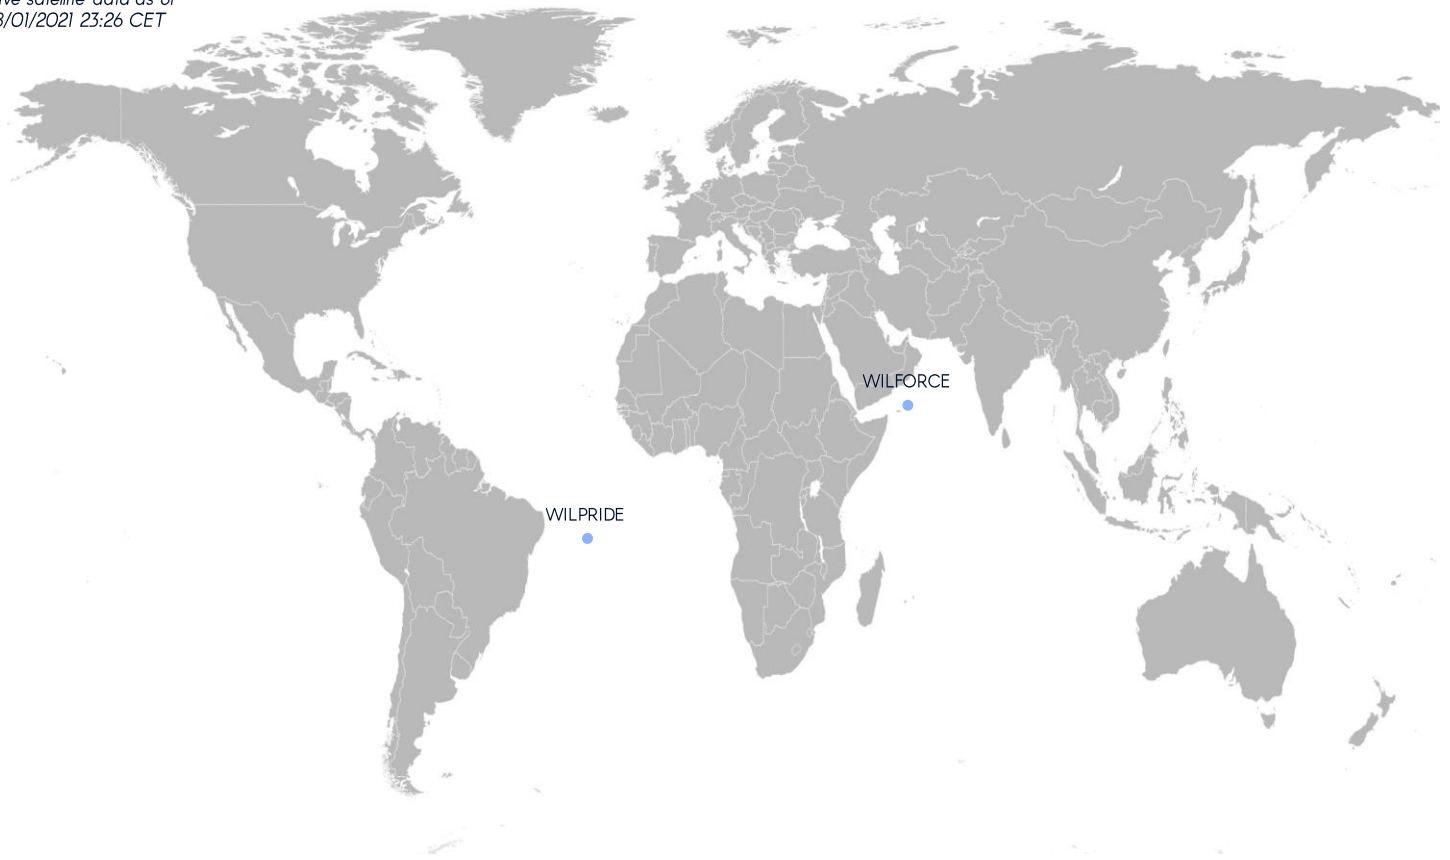 satellite data as of
/01/2021 23:26 CET
WILFORCE
WILPRIDE